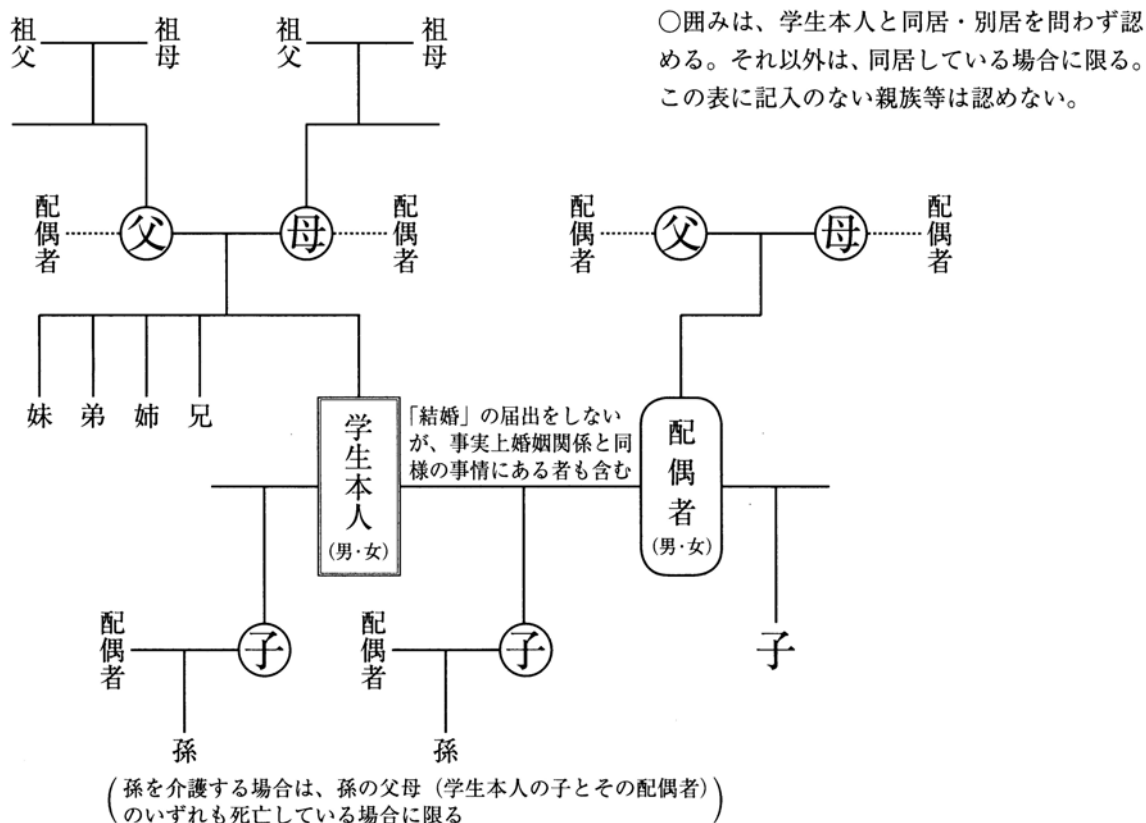 祖父
祖母
祖父
祖母
○囲みは、学生本人と同居・別居を問わず認
める。それ以外は、同居している場合に限る。
この表に記入のない親族等は認めない。
配偶者
父
母
配偶者
配偶者
父
母
配偶者
妹
弟
姉
兄
学生本人
(男・女)
「結婚」の届出をしない
が、事実上婚姻関係と同
様の事情にある者も含む
配偶者
(男・女)
配偶者
子
配偶者
子
子
孫
孫
(孫を介護する場合は、孫の父母（学生本人の子とその配偶者）
のいずれも死亡している場合に限る)